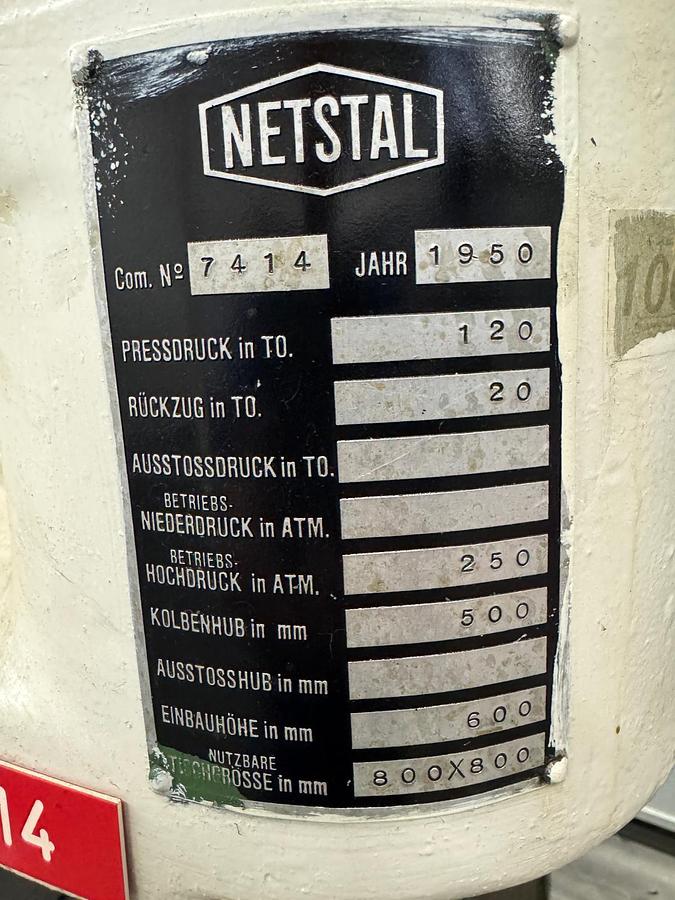 NETSTAL
Com. Nº 7414 JAHR 1950
PRESSDRUCK in TO. 120
RÜCKZUG in TO. 20
AUSSTOSSDRUCK in TO.
BETRIEBS-
NIEDERDRUCK in ATM.
BETRIEBS-
HOCHDRUCK in ATM. 250
KOLBENHUB in mm 500
AUSSTOSSHUB in mm
EINBAUHÖHE in mm 600
NUTZBARE
TISCHGRÖSSE in mm 800X800
14